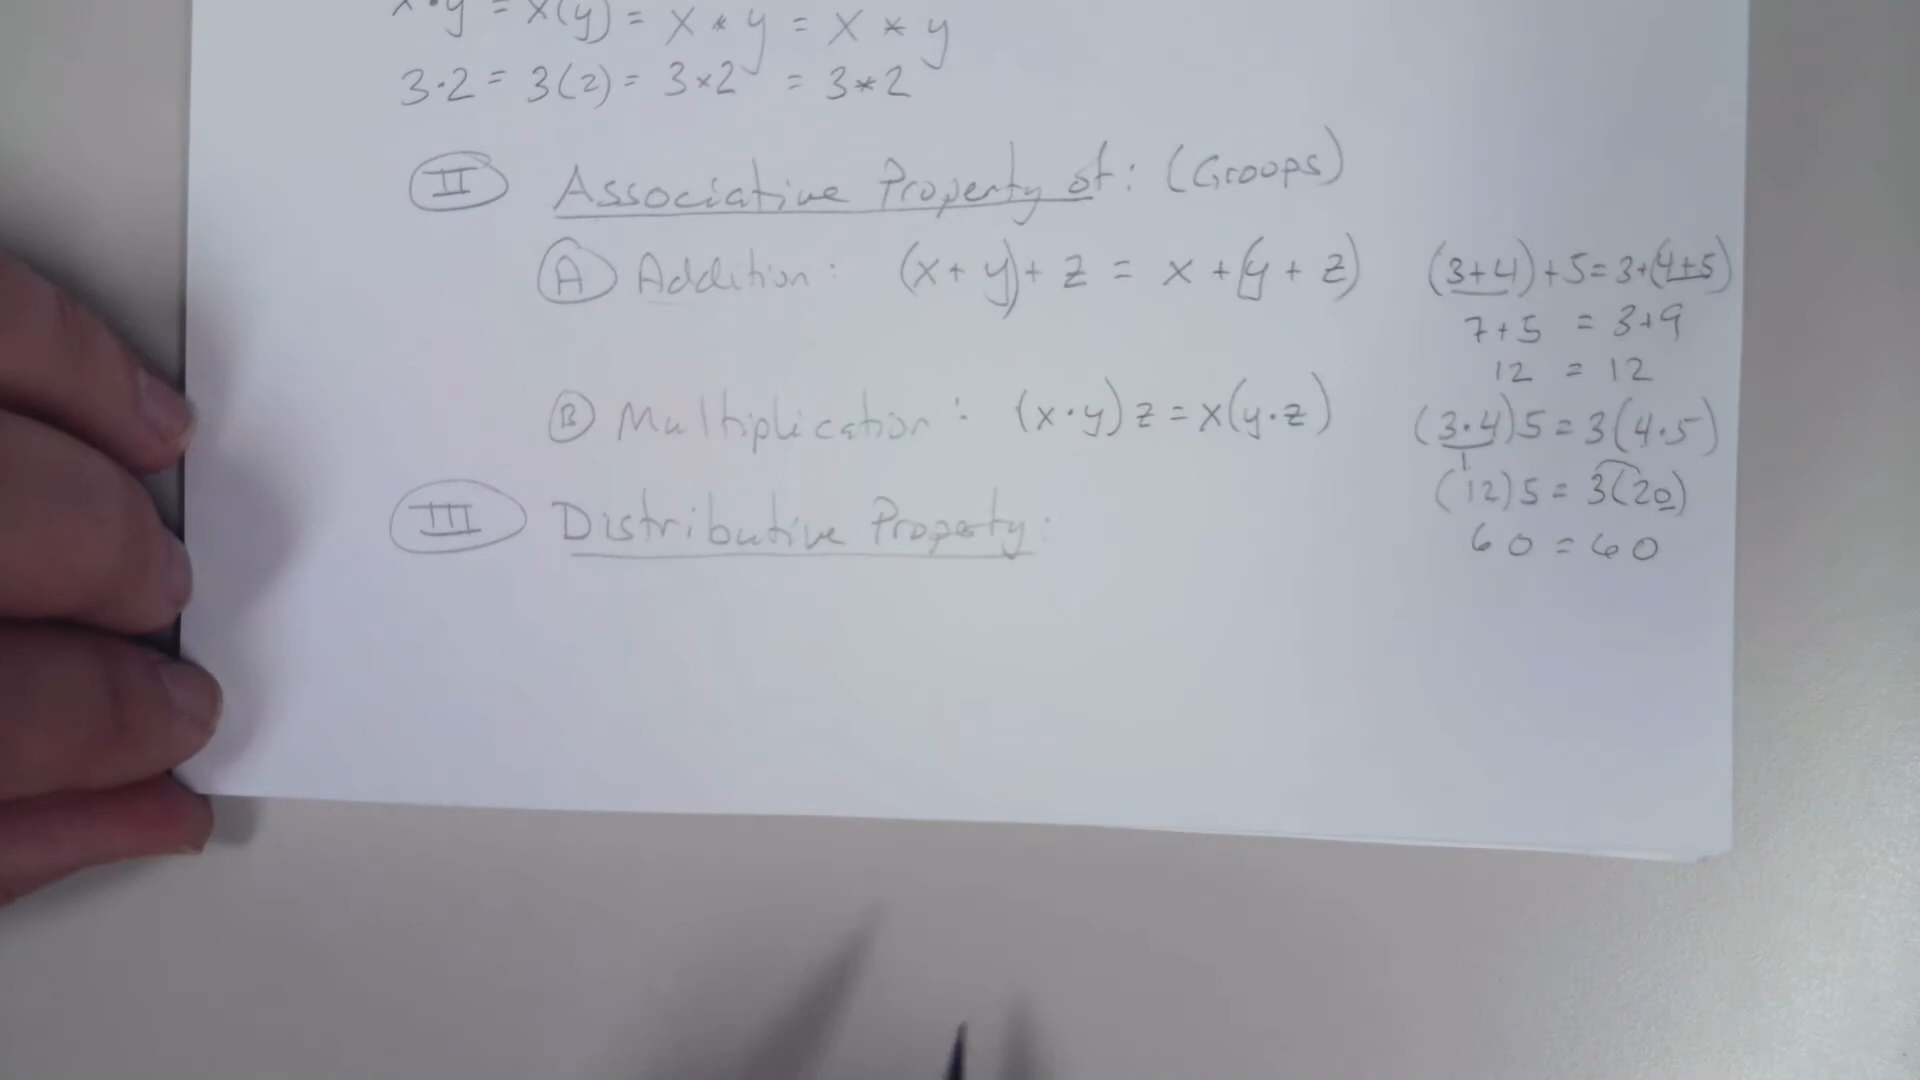 x·y = x(y) = x * y = x * y
3·2 = 3(2) = 3×2 = 3*2
II Associative Property of: (Groops)
A Addition: (x+y)+z = x+(y+z) (3+4)+5=3+(4+5)
7+5 = 3+9
12 = 12
B Multiplication: (x·y)z=x(y·z) (3·4)5=3(4·5)
(12)5=3(20)
60=60
III Distributive Property: